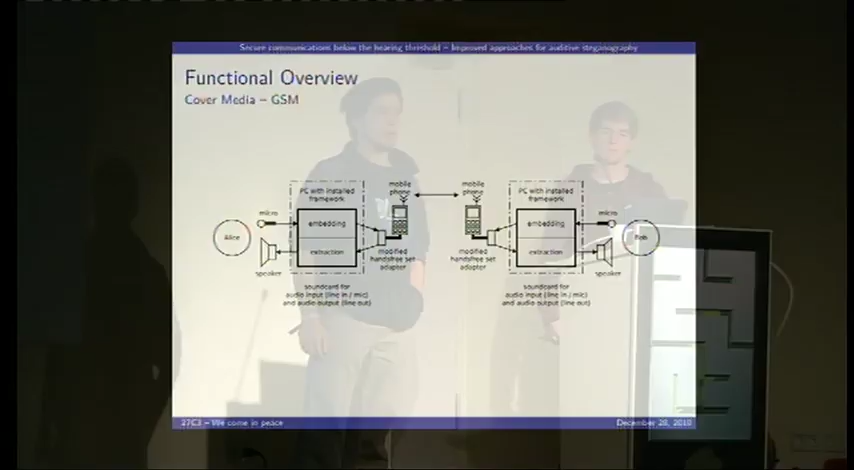 Secure communications below the hearing threshold – Improved approaches for auditive steganography
Functional Overview
Cover Media – GSM
PC with installed
framework
mobile
phone
mobile
phone
PC with installed
framework
micro
embedding
embedding
micro
Alice
Bob
extraction
extraction
speaker
modified
handsfree set
adapter
modified
handsfree set
adapter
speaker
soundcard for
audio input (line in / mic)
and audio output (line out)
soundcard for
audio input (line in / mic)
and audio output (line out)
27C3 – We come in peace
December 28, 2010